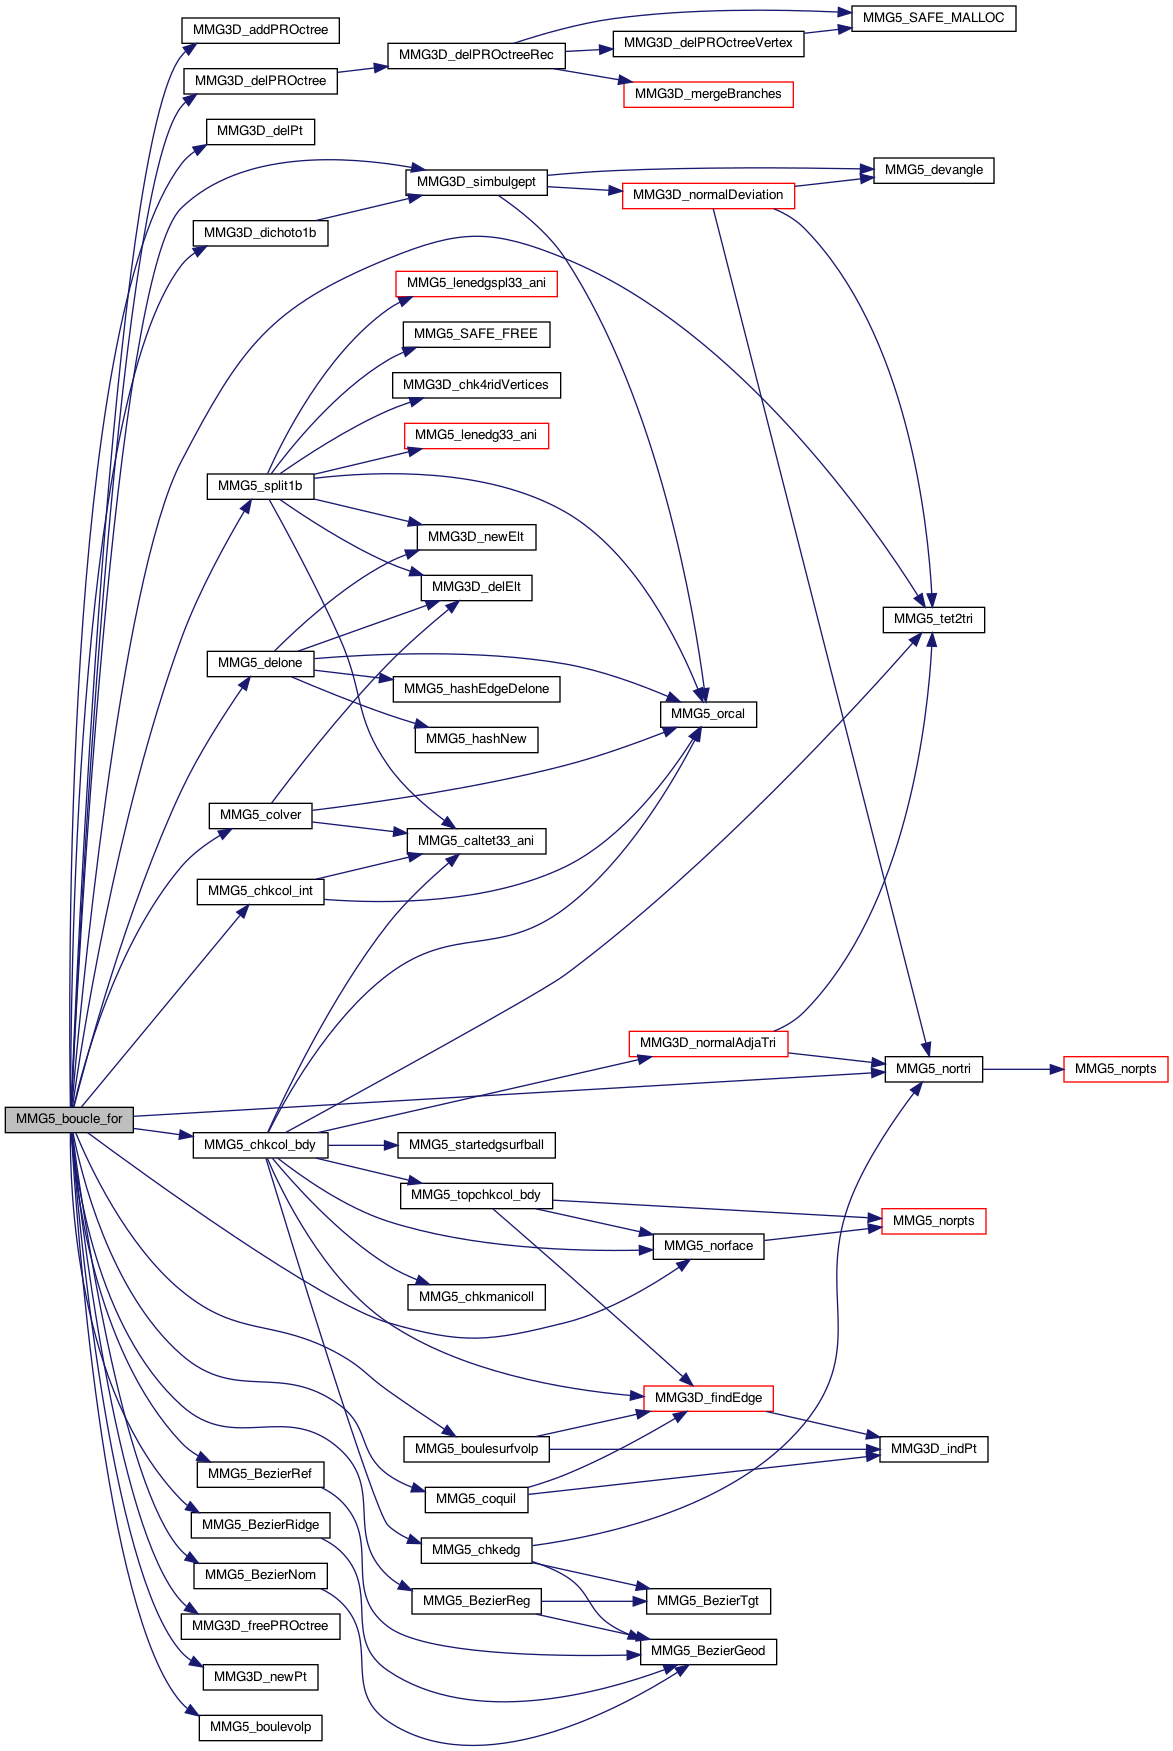 MMG5_SAFE_MALLOC
MMG3D_addPROctree
MMG3D_delPROctreeVertex
MMG3D_delPROctreeRec
MMG3D_delPROctree
MMG3D_mergeBranches
MMG3D_delPt
MMG5_devangle
MMG3D_simbulgept
MMG3D_normalDeviation
MMG3D_dichoto1b
MMG5_lenedgspl33_ani
MMG5_SAFE_FREE
MMG3D_chk4ridVertices
MMG5_lenedg33_ani
MMG5_split1b
MMG3D_newElt
MMG3D_delElt
MMG5_tet2tri
MMG5_delone
MMG5_hashEdgeDelone
MMG5_orcal
MMG5_hashNew
MMG5_colver
MMG5_caltet33_ani
MMG5_chkcol_int
MMG3D_normalAdjaTri
MMG5_nortri
MMG5_norpts
MMG5_boucle_for
MMG5_chkcol_bdy
MMG5_startedgsurfball
MMG5_topchkcol_bdy
MMG5_norpts
MMG5_norface
MMG5_chkmanicoll
MMG3D_findEdge
MMG5_boulesurfvolp
MMG3D_indPt
MMG5_BezierRef
MMG5_coquil
MMG5_BezierRidge
MMG5_chkedg
MMG5_BezierNom
MMG5_BezierReg
MMG5_BezierTgt
MMG3D_freePROctree
MMG5_BezierGeod
MMG3D_newPt
MMG5_boulevolp